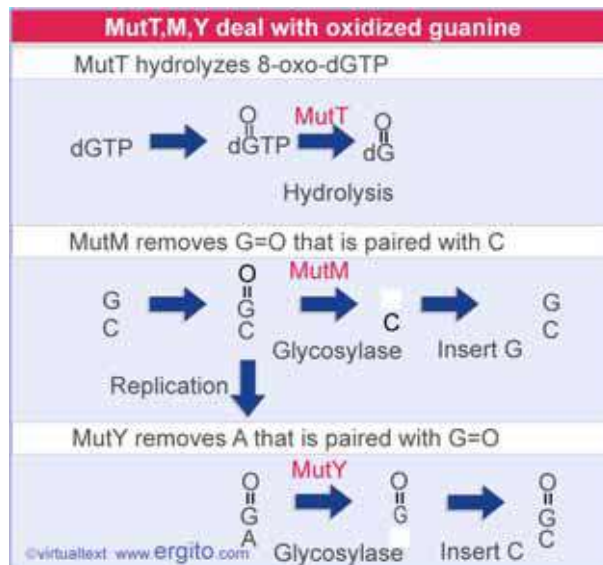 MutT,M,Y deal with oxidized guanine
MutT hydrolyzes 8-oxo-dGTP
O
MutT
O
dGTP
dGTP
dG
Hydrolysis
MutM removes G=O that is paired with C
O
MutM
G
G
G
C
C
C
C
Glycosylase
Insert G
Replication
MutY removes A that is paired with G=O
O
MutY
O
O
G
G
G
A
C
©virtualtext www.ergito.com
Glycosylase
Insert C